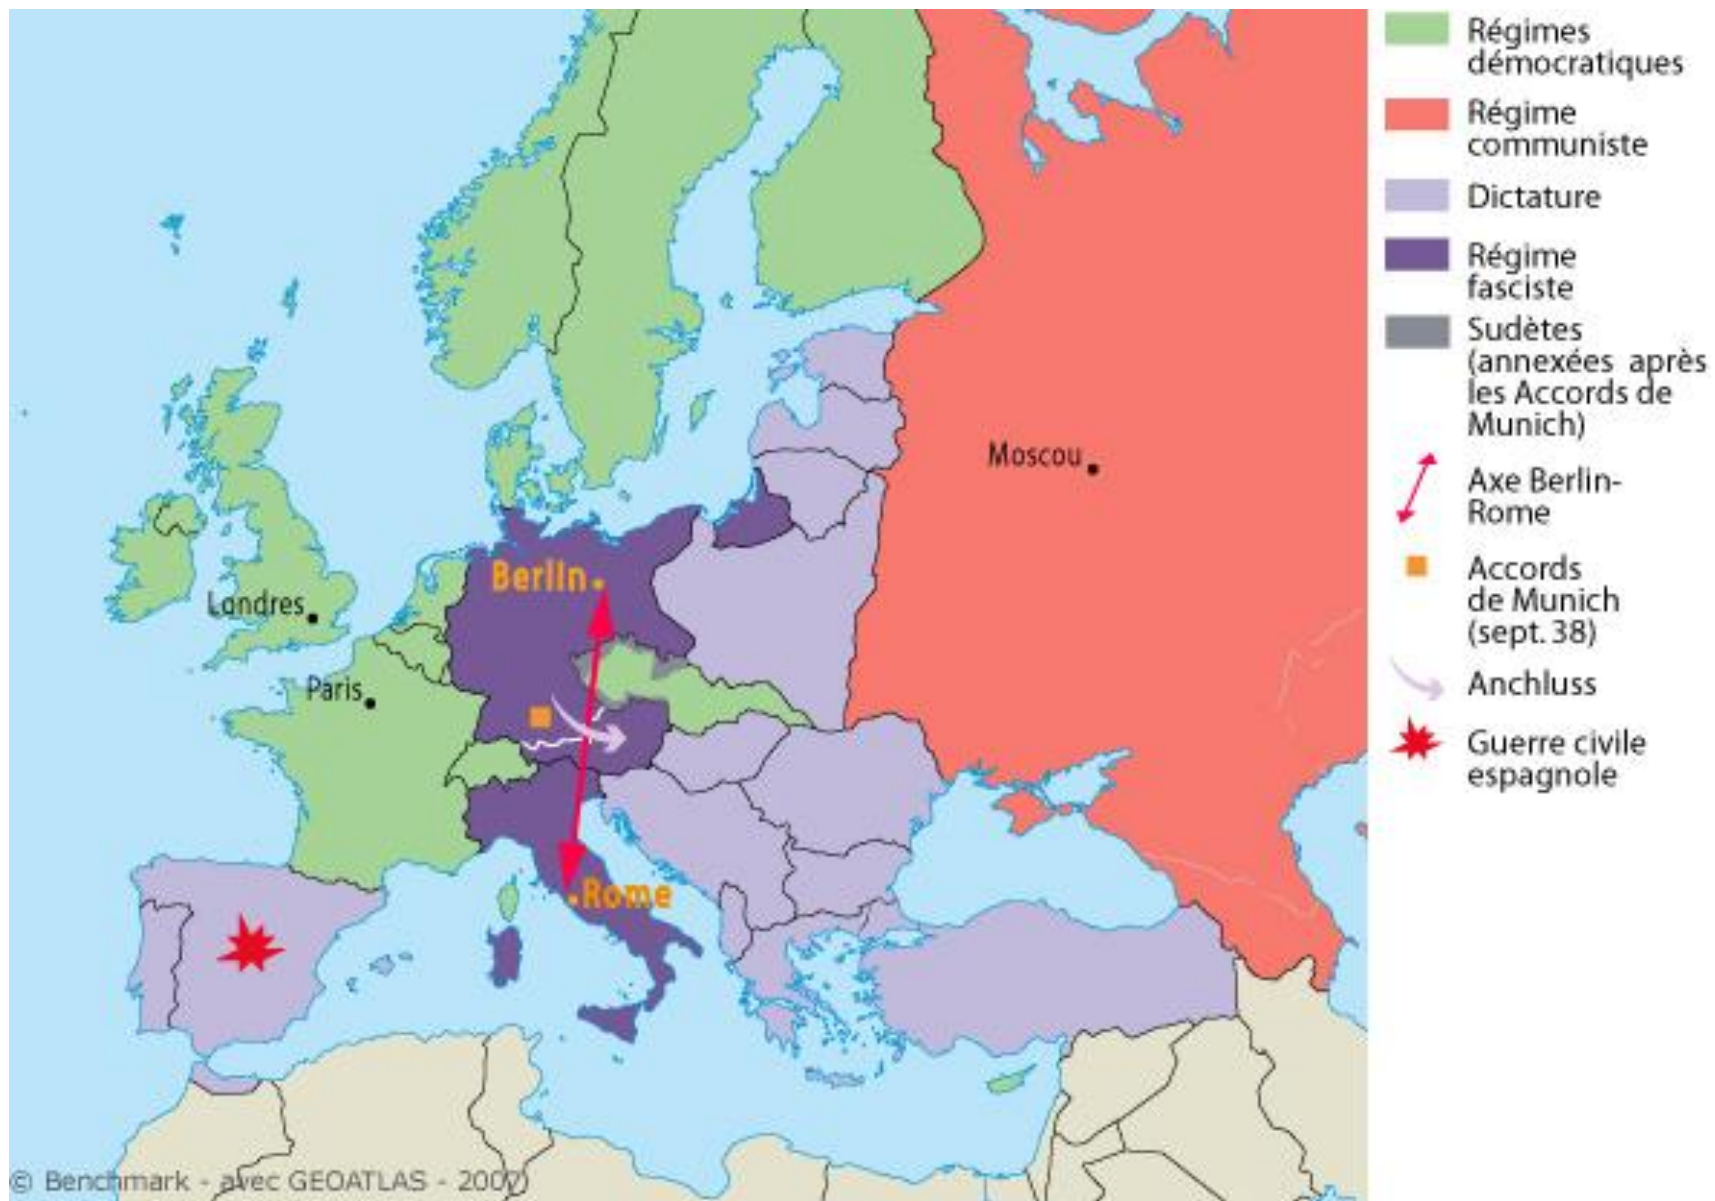 Régimes
démocratiques
Régime
communiste
Dictature
Régime
fasciste
Sudètes
(annexées après
les Accords de
Munich)
Axe Berlin-
Rome
Accords
de Munich
(sept. 38)
Anchluss
Guerre civile
espagnole
Moscou
Berlin
Londres
Paris
Rome
© Benchmark - avec GEOATLAS - 2007